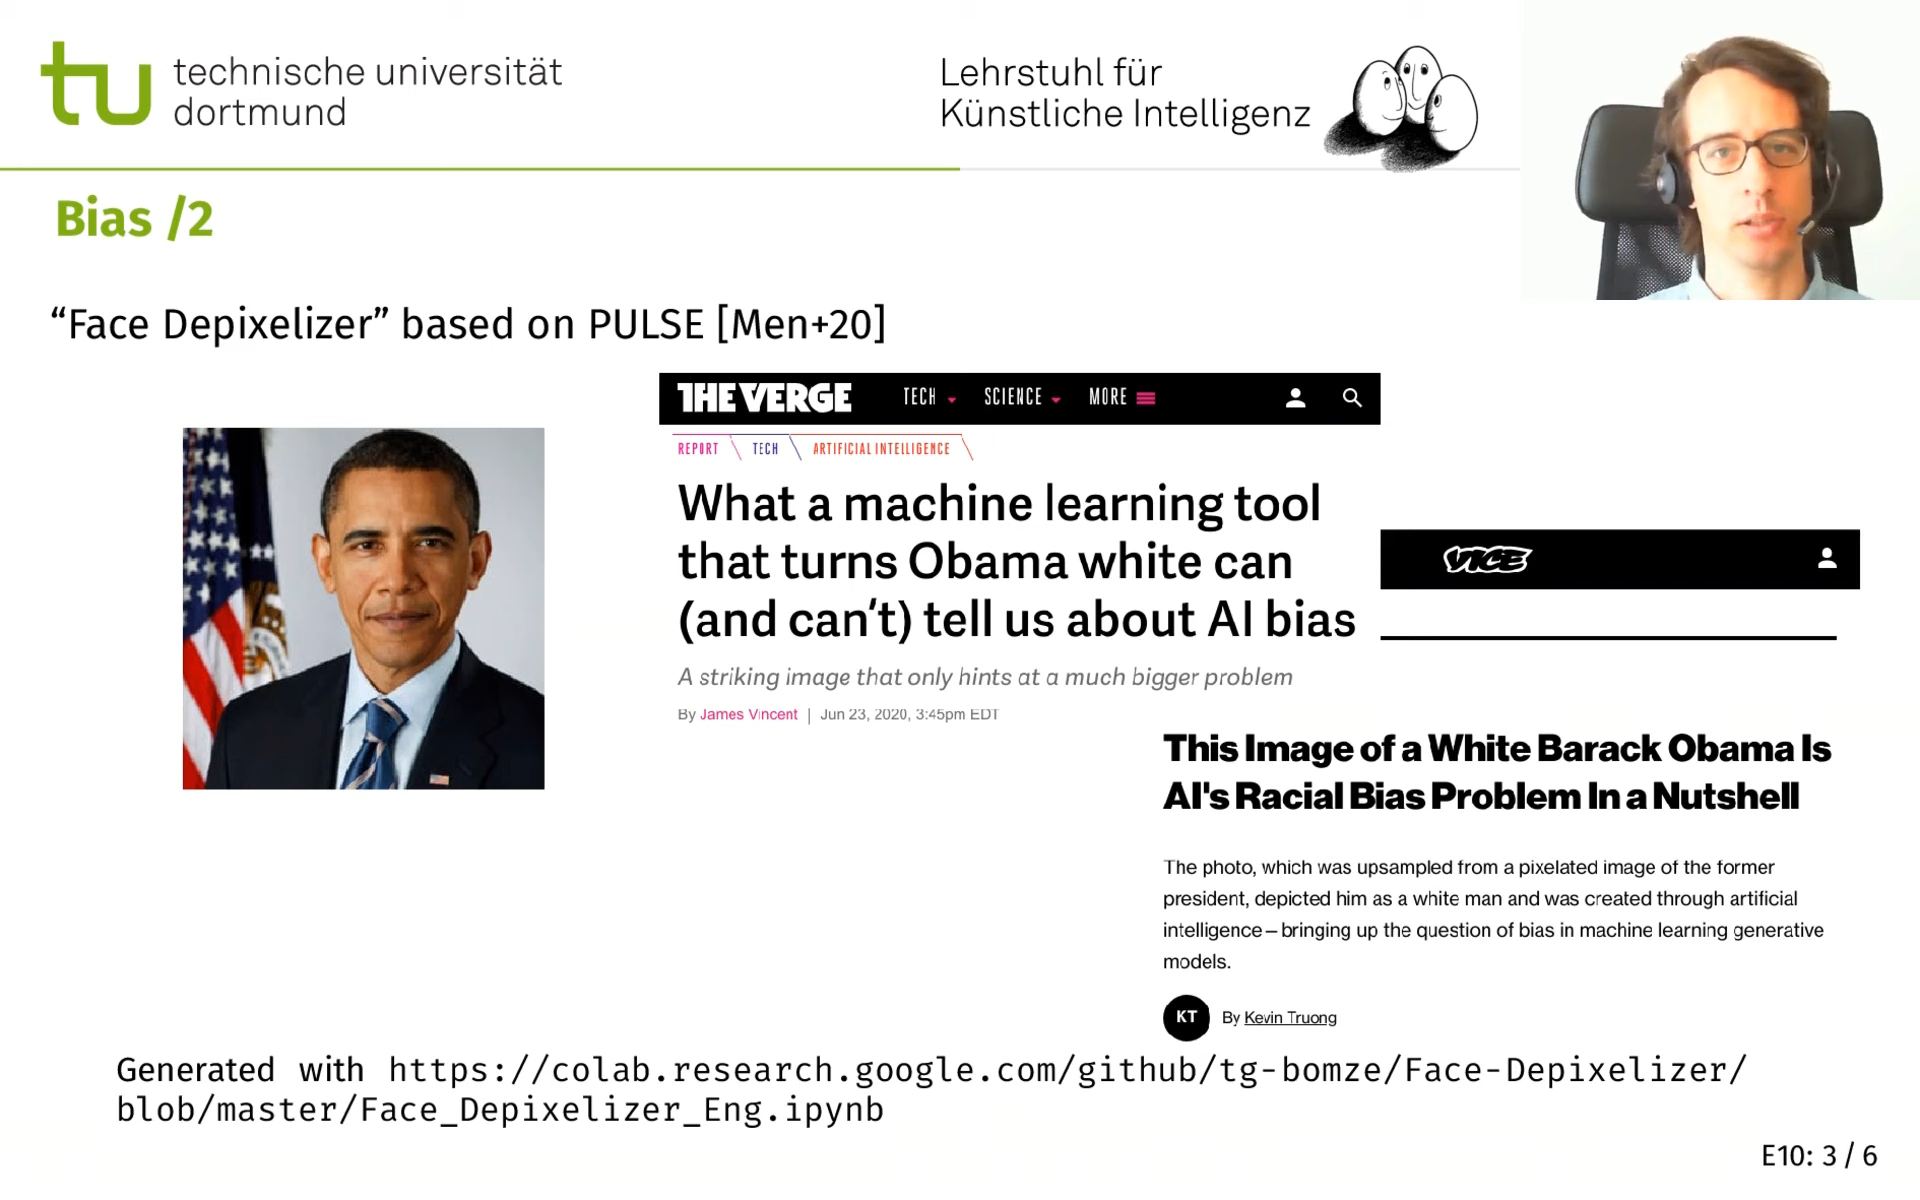 technische universität
dortmund
Lehrstuhl für
Künstliche Intelligenz
Bias /2
“Face Depixelizer” based on PULSE [Men+20]
THE VERGE TECH SCIENCE MORE
REPORT TECH ARTIFICIAL INTELLIGENCE
What a machine learning tool
that turns Obama white can
(and can’t) tell us about AI bias
A striking image that only hints at a much bigger problem
By James Vincent | Jun 23, 2020, 3:45pm EDT
VICE
This Image of a White Barack Obama Is
AI's Racial Bias Problem In a Nutshell
The photo, which was upsampled from a pixelated image of the former
president, depicted him as a white man and was created through artificial
intelligence – bringing up the question of bias in machine learning generative
models.
KT By Kevin Truong
Generated with https://colab.research.google.com/github/tg-bomze/Face-Depixelizer/
blob/master/Face_Depixelizer_Eng.ipynb
E10: 3 / 6